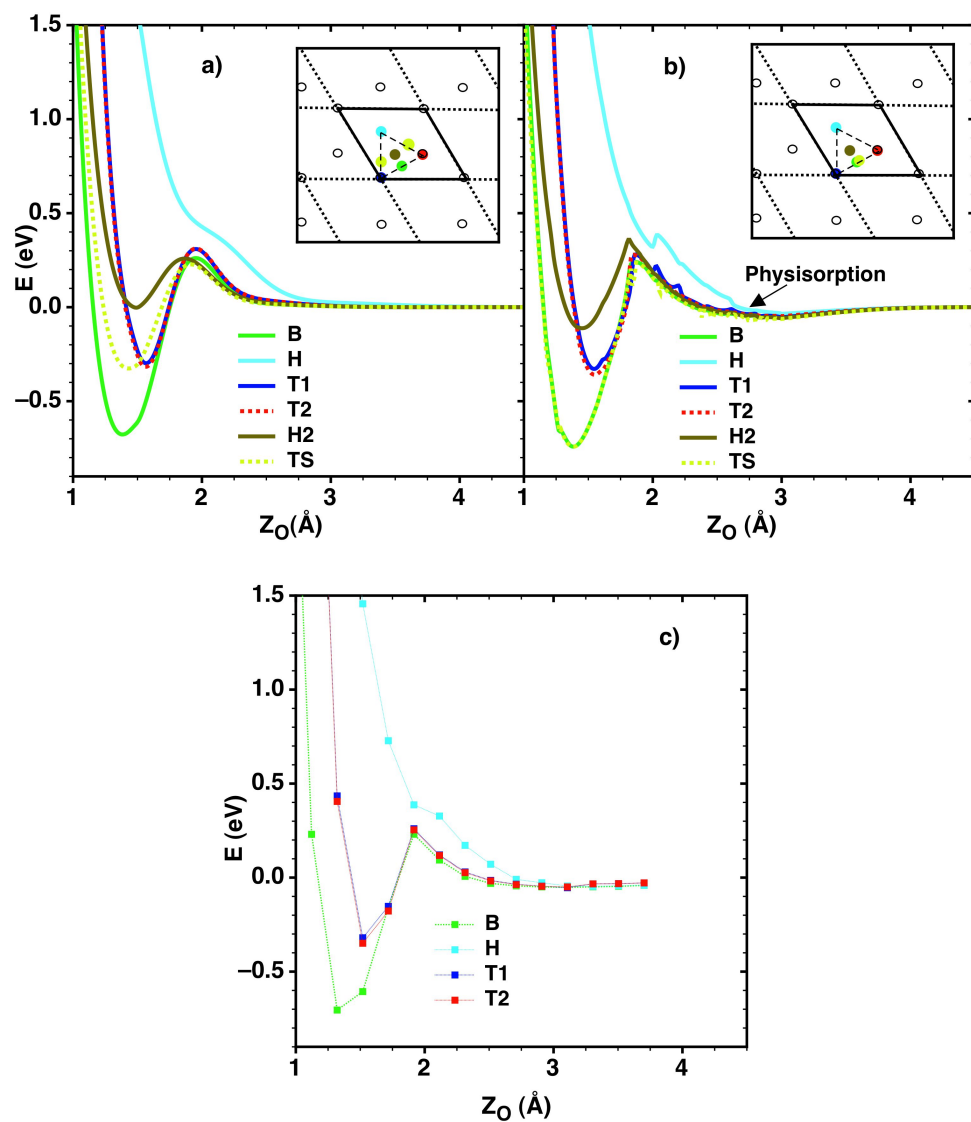 1.5
1.0
0.5
0.0
−0.5
E (eV)
a)
B
H
T1
T2
H2
TS
1
2
3
4
Z_O(Å)
b)
Physisorption
B
H
T1
T2
H2
TS
1
2
3
4
Z_O (Å)
1.5
1.0
0.5
0.0
−0.5
E (eV)
c)
B
H
T1
T2
1
2
3
4
Z_O (Å)